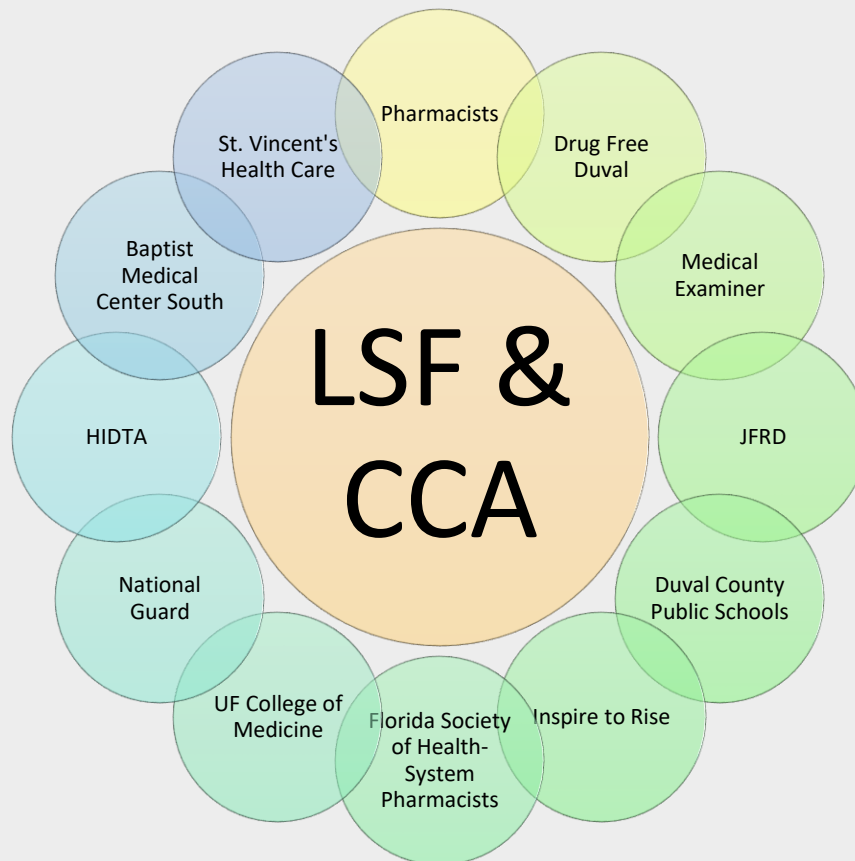 Pharmacists
Drug Free
Duval
Medical
Examiner
JFRD
Duval County
Public Schools
Inspire to Rise
Florida Society
of Health-
System
Pharmacists
UF College of
Medicine
National
Guard
HIDTA
Baptist
Medical
Center South
St. Vincent's
Health Care
LSF &
CCA